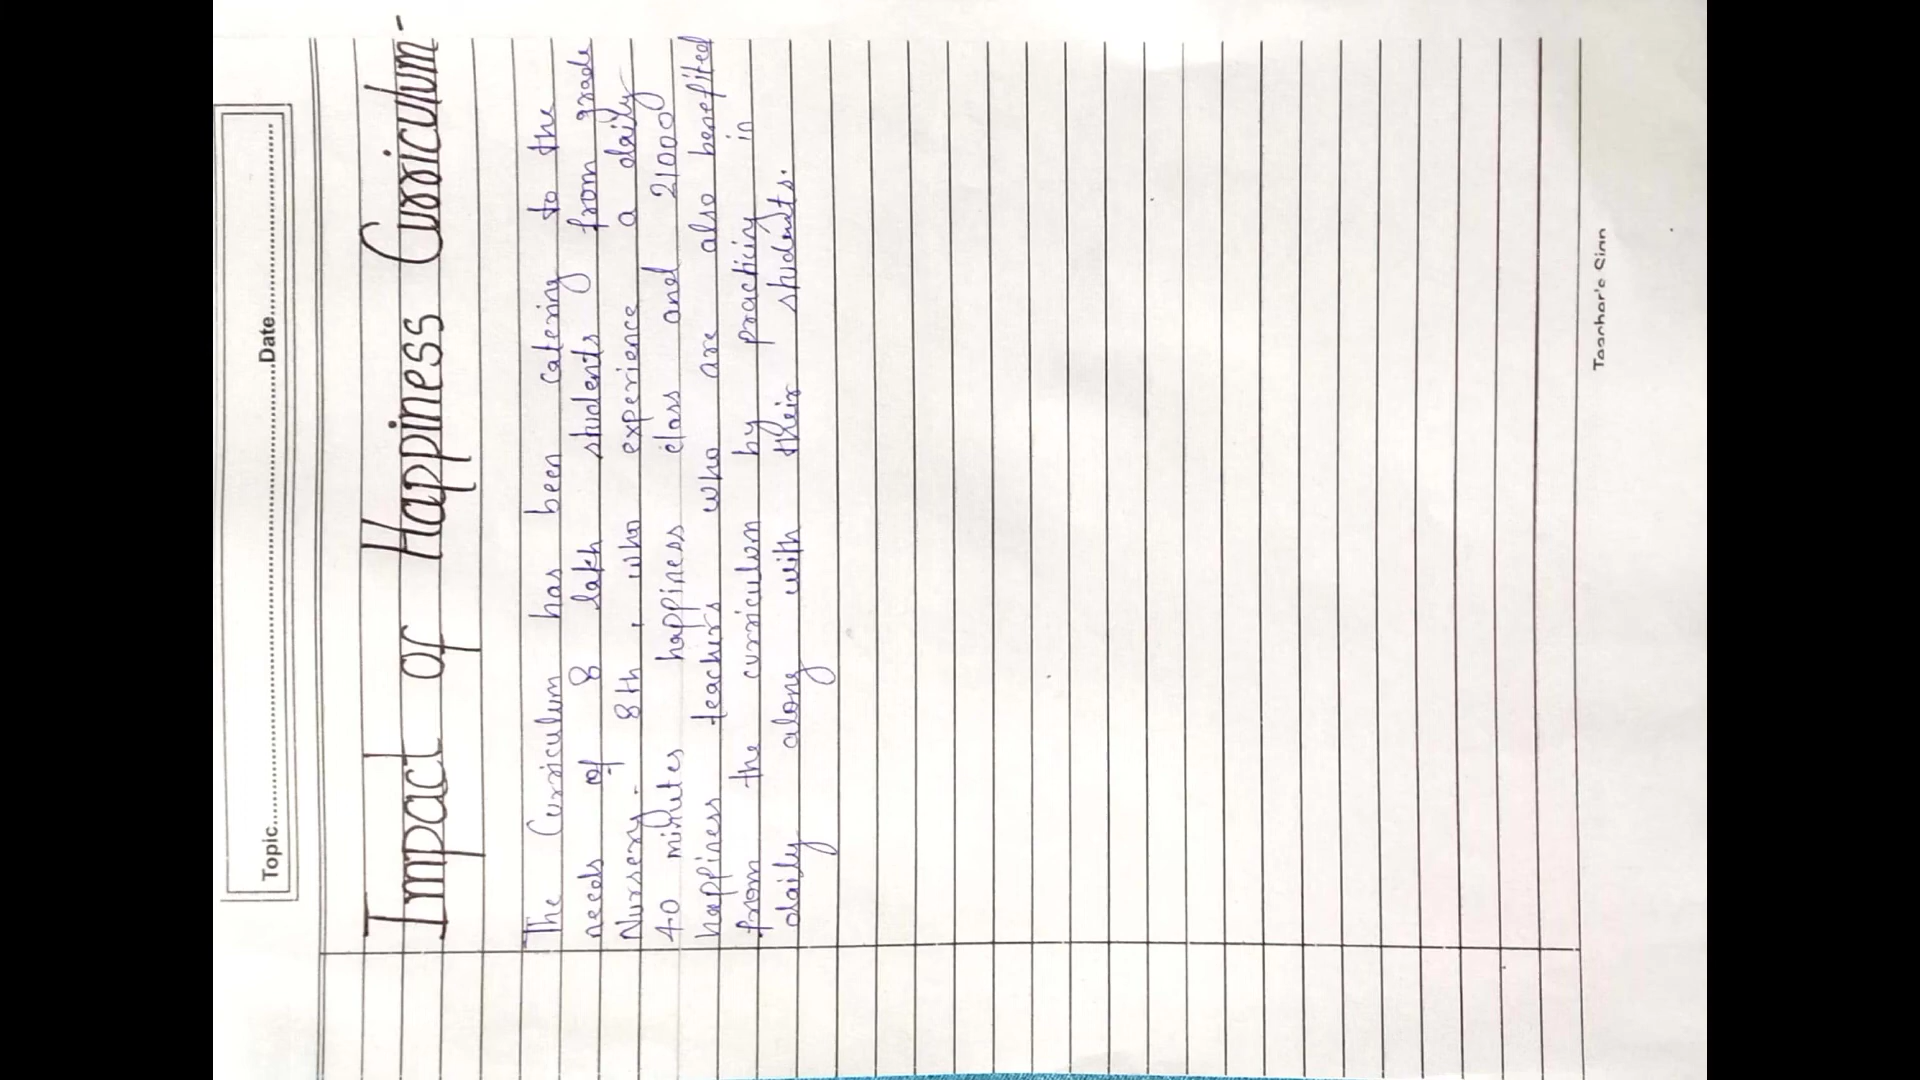 Topic..............................Date..............................
Impact of Happiness Curriculum-
The Curriculum has been catering to the
needs of 8 lakh students from grade
Nursery - 8th, who experience a daily
40 minutes happiness class and 21000
happiness teachers who are also benefited
from the curriculum by practicing in
daily along with their students.
Teacher's Sign